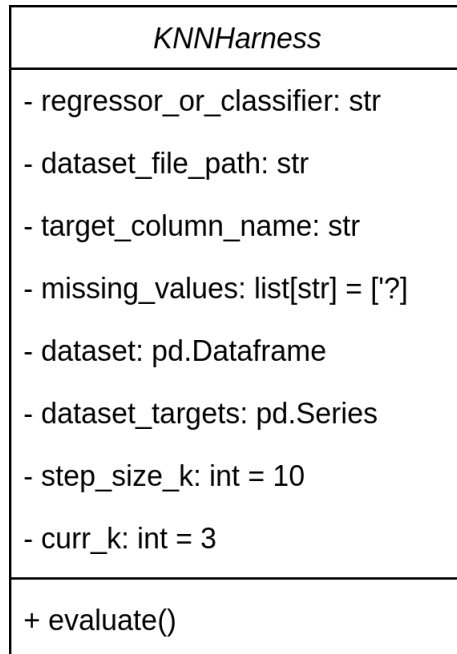 KNNHarness
- regressor_or_classifier: str
- dataset_file_path: str
- target_column_name: str
- missing_values: list[str] = ['?]
- dataset: pd.Dataframe
- dataset_targets: pd.Series
- step_size_k: int = 10
- curr_k: int = 3
+ evaluate()